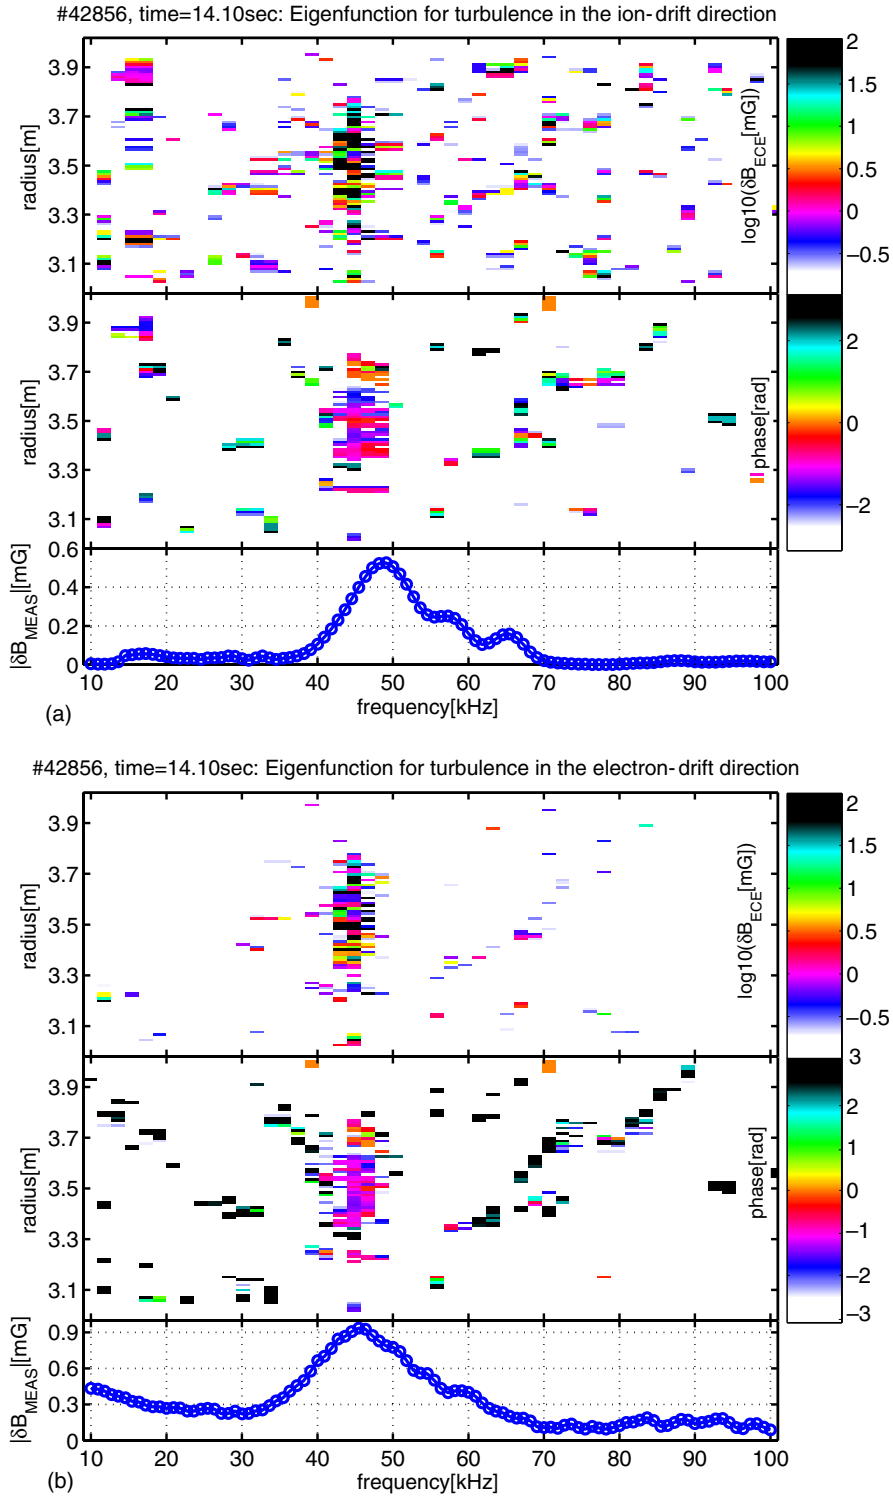 #42856, time=14.10sec: Eigenfunction for turbulence in the ion-drift direction
radius[m]
3.9
3.7
3.5
3.3
3.1
log10(δB_ECE[mG])
2
1.5
1
0.5
0
−0.5
radius[m]
3.9
3.7
3.5
3.3
3.1
phase[rad]
2
0
−2
|δB_MEAS|[mG]
0.6
0.4
0.2
0
10 20 30 40 50 60 70 80 90 100
frequency[kHz]
(a)
#42856, time=14.10sec: Eigenfunction for turbulence in the electron-drift direction
radius[m]
3.9
3.7
3.5
3.3
3.1
log10(δB_ECE[mG])
2
1.5
1
0.5
0
−0.5
radius[m]
3.9
3.7
3.5
3.3
3.1
phase[rad]
3
2
1
0
−1
−2
−3
|δB_MEAS|[mG]
0.9
0.6
0.3
0
10 20 30 40 50 60 70 80 90 100
frequency[kHz]
(b)